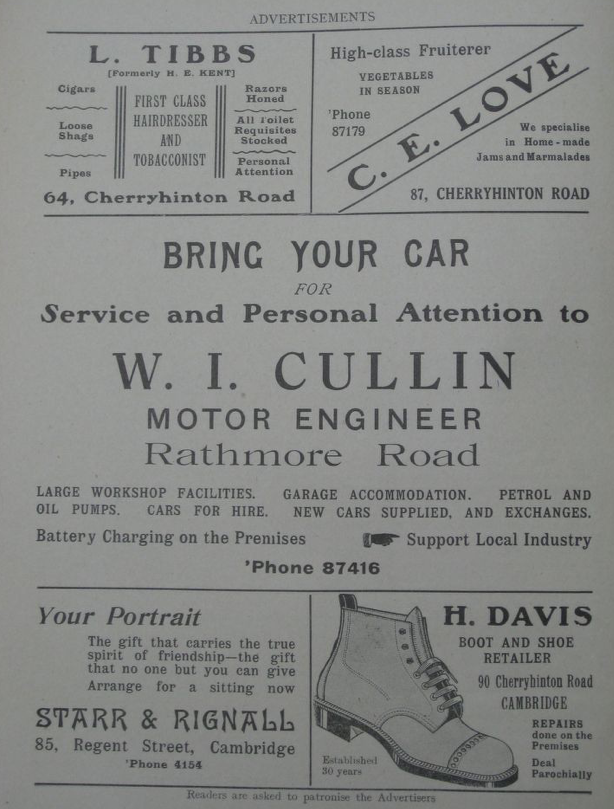 ADVERTISEMENTS
L. TIBBS
[Formerly H. E. KENT]
Cigars
Loose
Shags
Pipes
FIRST CLASS
HAIRDRESSER
AND
TOBACCONIST
Razors
Honed
All Toilet
Requisites
Stocked
Personal
Attention
64, Cherryhinton Road
High-class Fruiterer
VEGETABLES
IN SEASON
'Phone
87179
C. E. LOVE
We specialise
in Home-made
Jams and Marmalades
87, CHERRYHINTON ROAD
BRING YOUR CAR
FOR
Service and Personal Attention to
W. I. CULLIN
MOTOR ENGINEER
Rathmore Road
LARGE WORKSHOP FACILITIES. GARAGE ACCOMMODATION. PETROL AND
OIL PUMPS. CARS FOR HIRE. NEW CARS SUPPLIED, AND EXCHANGES.
Battery Charging on the Premises Support Local Industry
'Phone 87416
Your Portrait
The gift that carries the true
spirit of friendship—the gift
that no one but you can give
Arrange for a sitting now
STARR & RIGNALL
85, Regent Street, Cambridge
'Phone 4154
H. DAVIS
BOOT AND SHOE
RETAILER
90 Cherryhinton Road
CAMBRIDGE
REPAIRS
done on the
Premises
Deal
Parochially
Established
30 years
Readers are asked to patronise the Advertisers